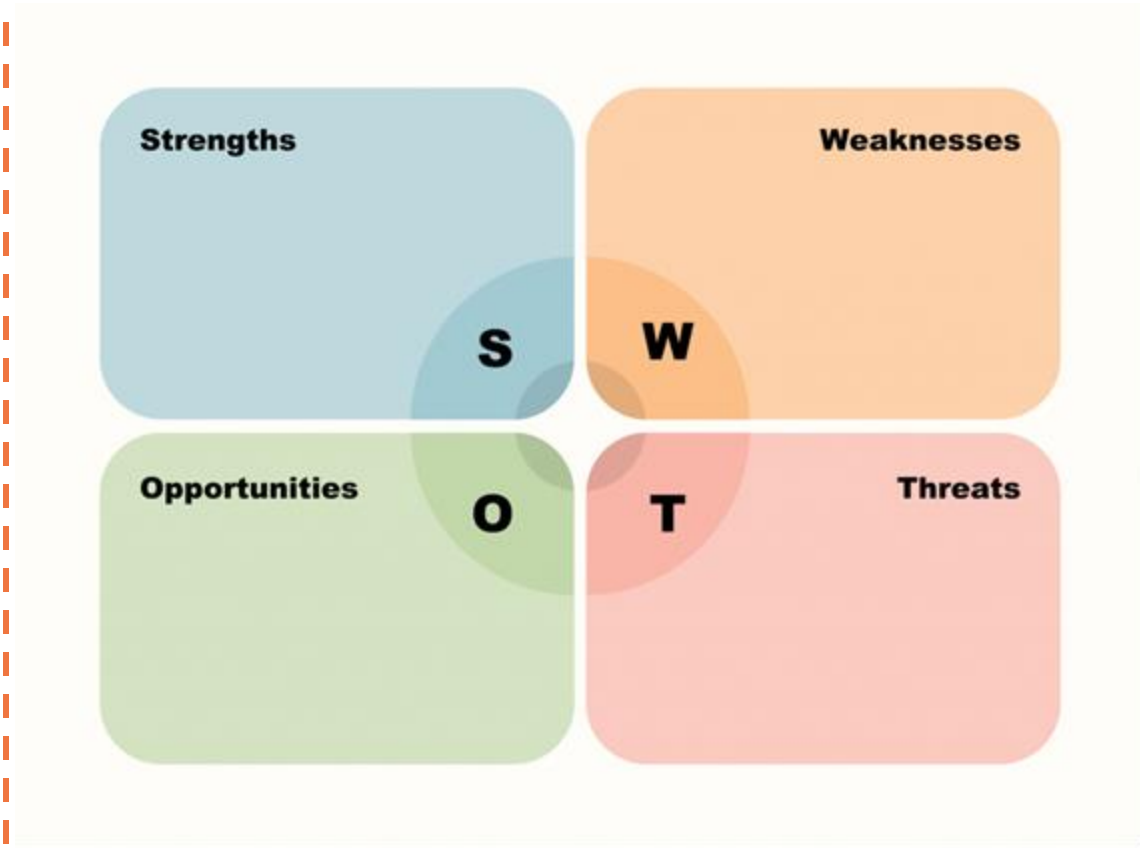 Strengths
Weaknesses
S
W
Opportunities
Threats
O
T